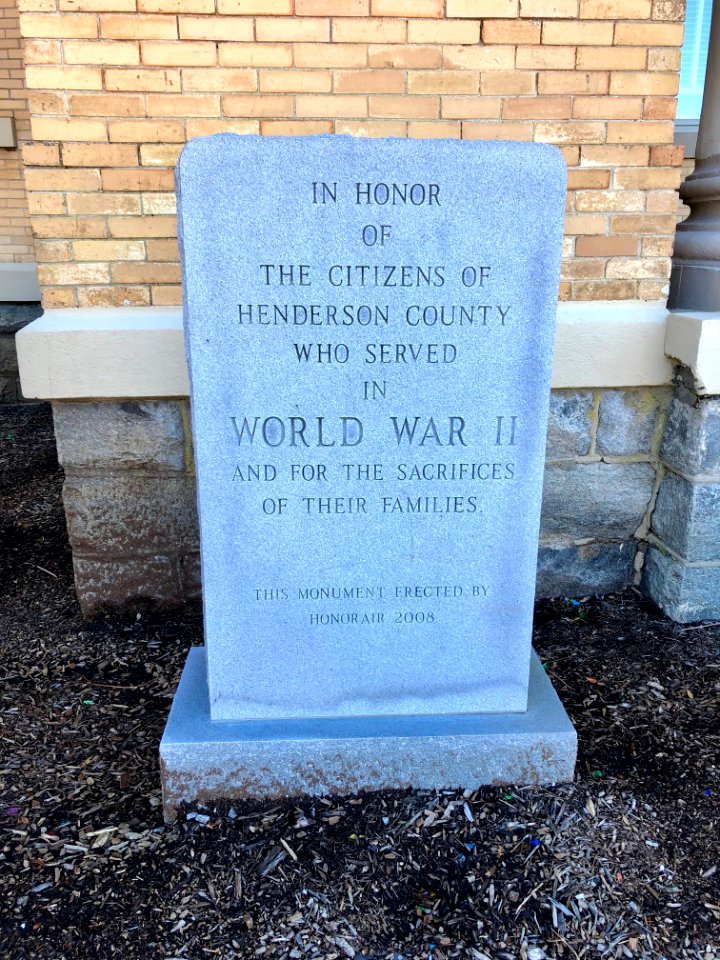 IN HONOR
OF
THE CITIZENS OF
HENDERSON COUNTY
WHO SERVED
IN
WORLD WAR II
AND FOR THE SACRIFICES
OF THEIR FAMILIES.
THIS MONUMENT ERECTED BY
HONORAIR 2008